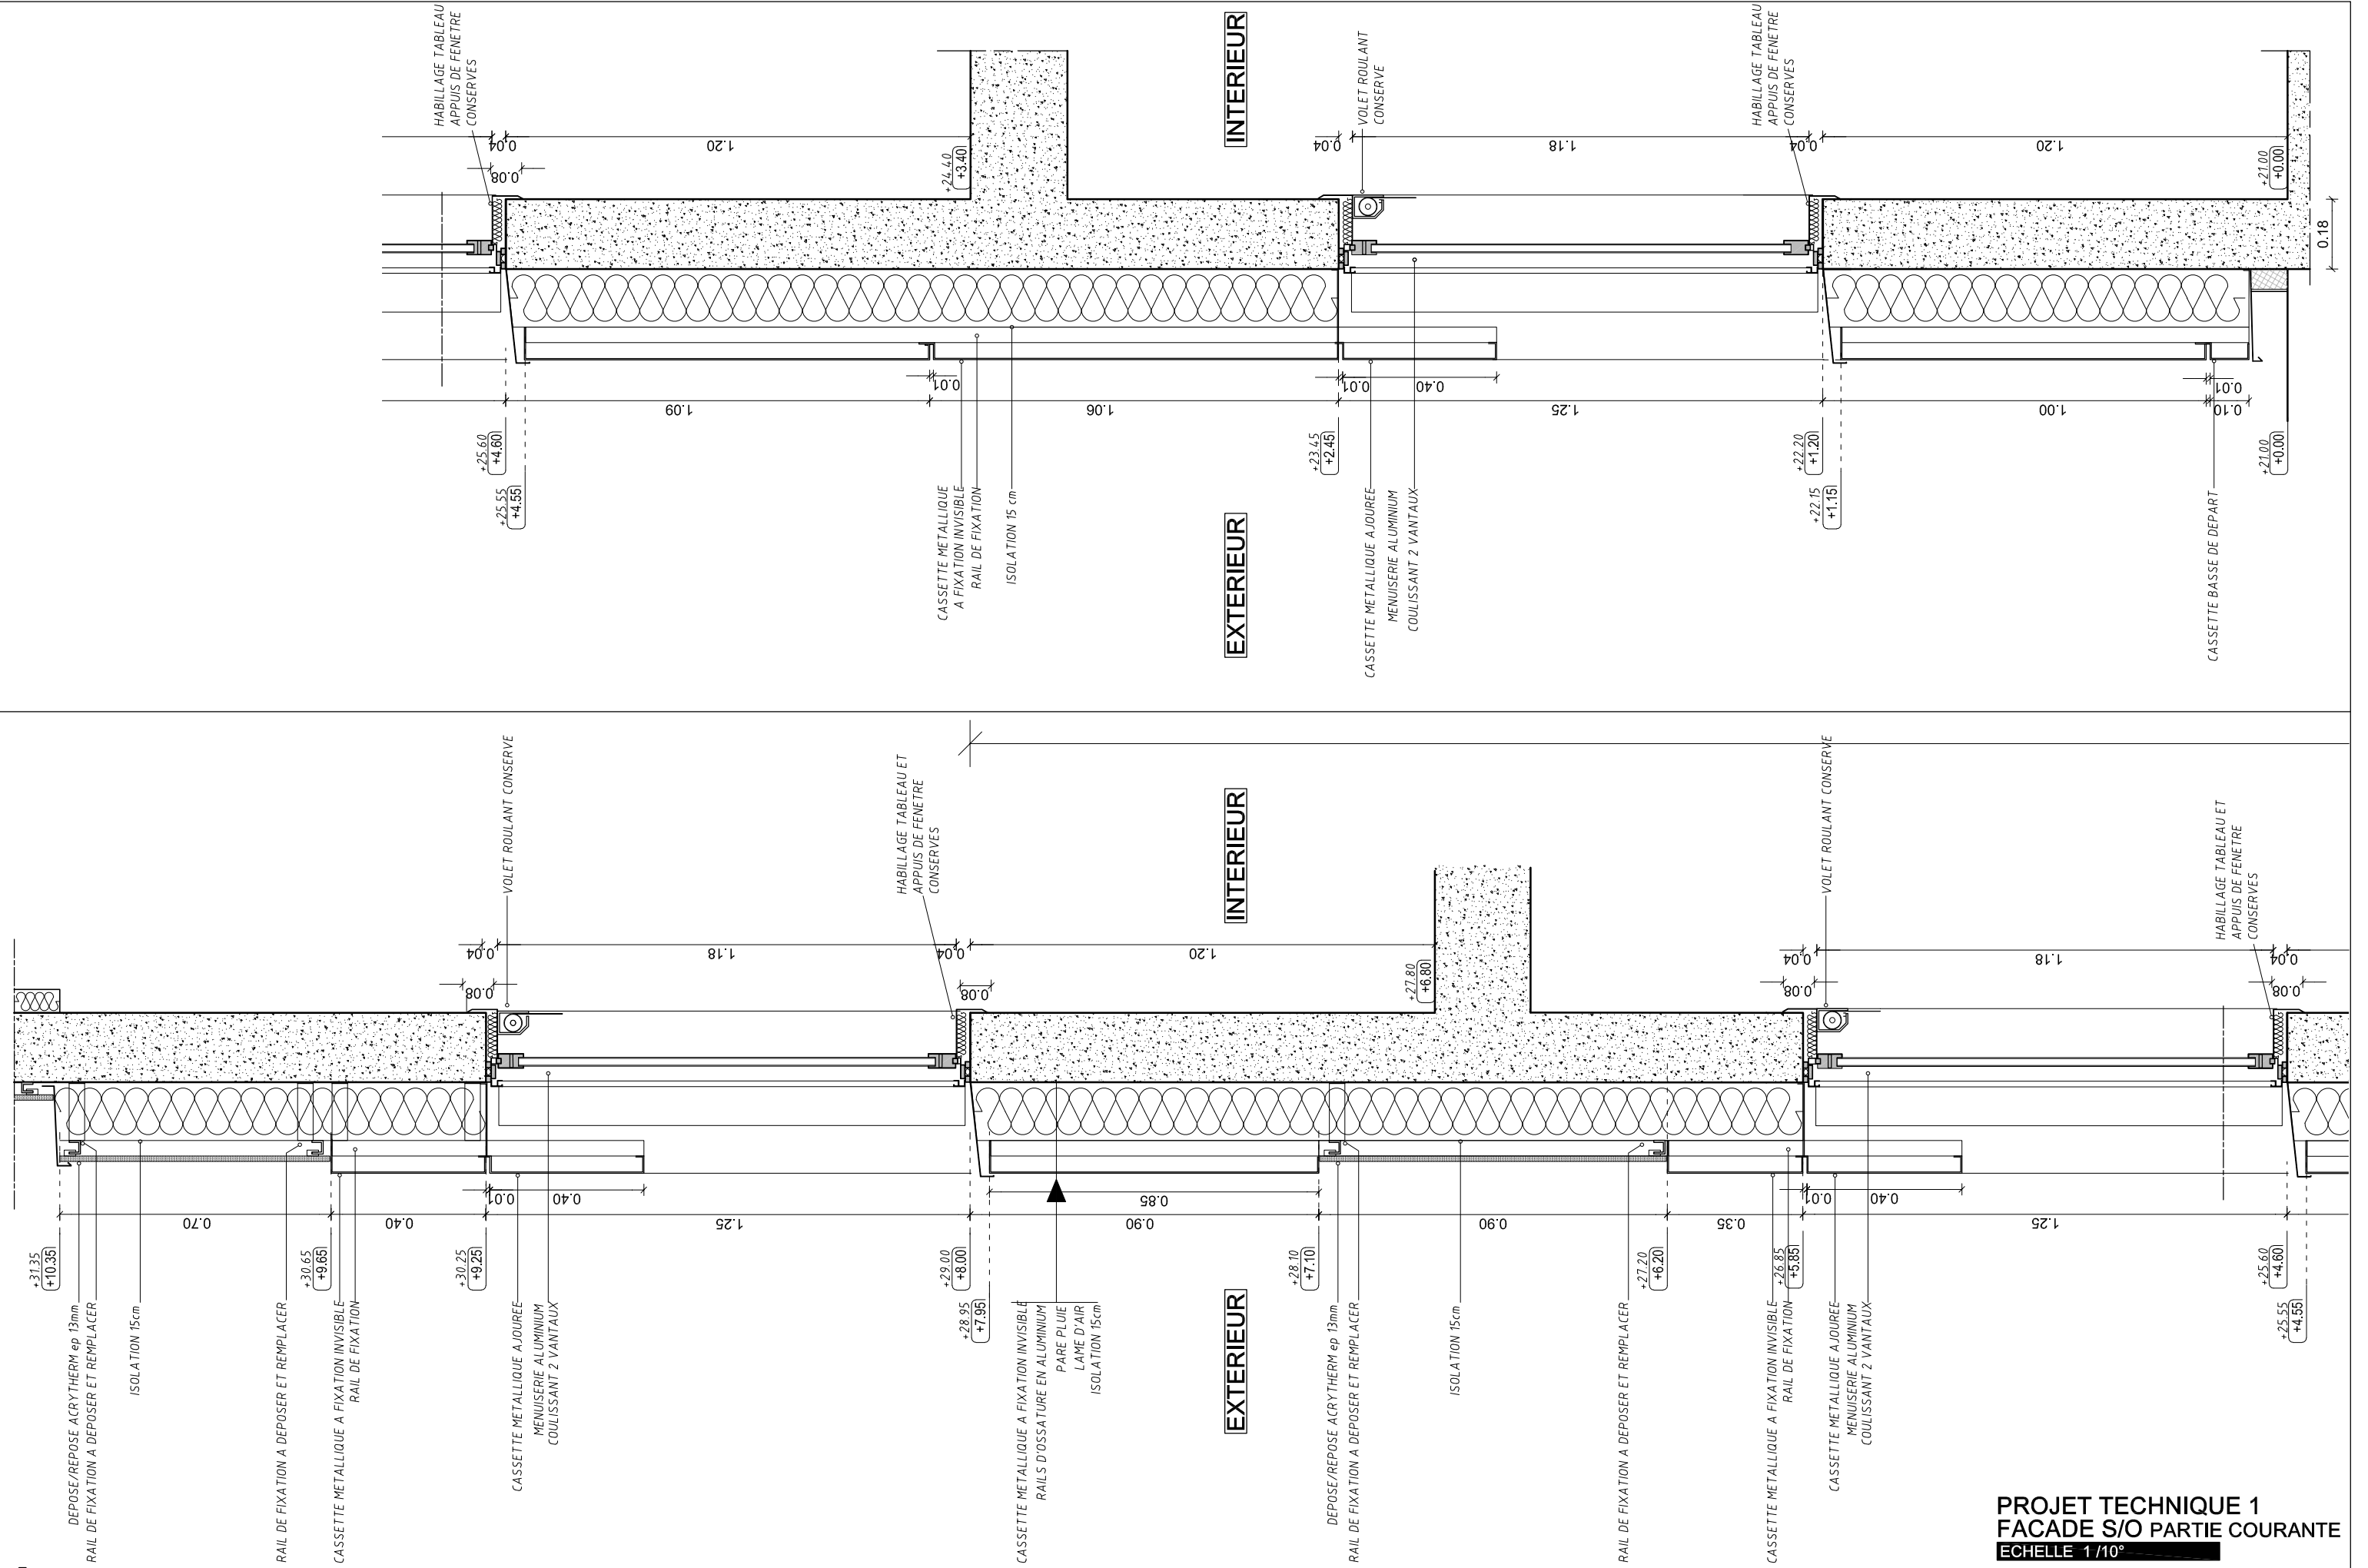 HABILLAGE TABLEAU
APPUIS DE FENETRE
CONSERVES
INTERIEUR
VOLET ROULANT
CONSERVE
HABILLAGE TABLEAU
APPUIS DE FENETRE
CONSERVES
0.04
1.20
0.04
1.18
0.04
1.20
0.08
+24.40
+3.40
+21.00
+0.00
0.18
0.01
0.01
0.40
0.01
1.09
1.06
1.25
1.00
0.10
+25.60
+4.60
+25.55
+4.55
+23.45
+2.45
+22.20
+1.20
+22.15
+1.15
+21.00
+0.00
CASSETTE METALLIQUE
A FIXATION INVISIBLE
RAIL DE FIXATION
ISOLATION 15 cm
EXTERIEUR
CASSETTE METALLIQUE AJOUREE
MENUISERIE ALUMINIUM
COULISSANT 2 VANTAUX
CASSETTE BASSE DE DEPART
VOLET ROULANT CONSERVE
HABILLAGE TABLEAU ET
APPUIS DE FENETRE
CONSERVES
INTERIEUR
VOLET ROULANT CONSERVE
HABILLAGE TABLEAU ET
APPUIS DE FENETRE
CONSERVES
0.04
1.18
0.04
1.20
0.04
1.18
0.04
0.08
0.08
+27.80
+6.80
0.08
0.08
0.01
0.40
0.85
0.01
0.40
0.70
0.40
1.25
0.90
0.90
0.35
1.25
+31.35
+10.35
+30.65
+9.65
+30.25
+9.25
+29.00
+8.00
+28.95
+7.95
+28.10
+7.10
+27.20
+6.20
+26.85
+5.85
+25.60
+4.60
+25.55
+4.55
DEPOSE/REPOSE ACRYTHERM ep 13mm
RAIL DE FIXATION A DEPOSER ET REMPLACER
ISOLATION 15cm
RAIL DE FIXATION A DEPOSER ET REMPLACER
CASSETTE METALLIQUE A FIXATION INVISIBLE
RAIL DE FIXATION
CASSETTE METALLIQUE AJOUREE
MENUISERIE ALUMINIUM
COULISSANT 2 VANTAUX
CASSETTE METALLIQUE A FIXATION INVISIBLE
RAILS D'OSSATURE EN ALUMINIUM
PARE PLUIE
LAME D'AIR
ISOLATION 15cm
EXTERIEUR
DEPOSE/REPOSE ACRYTHERM ep 13mm
RAIL DE FIXATION A DEPOSER ET REMPLACER
ISOLATION 15cm
RAIL DE FIXATION A DEPOSER ET REMPLACER
CASSETTE METALLIQUE A FIXATION INVISIBLE
RAIL DE FIXATION
CASSETTE METALLIQUE AJOUREE
MENUISERIE ALUMINIUM
COULISSANT 2 VANTAUX
PROJET TECHNIQUE 1
FACADE S/O PARTIE COURANTE
ECHELLE 1/10°